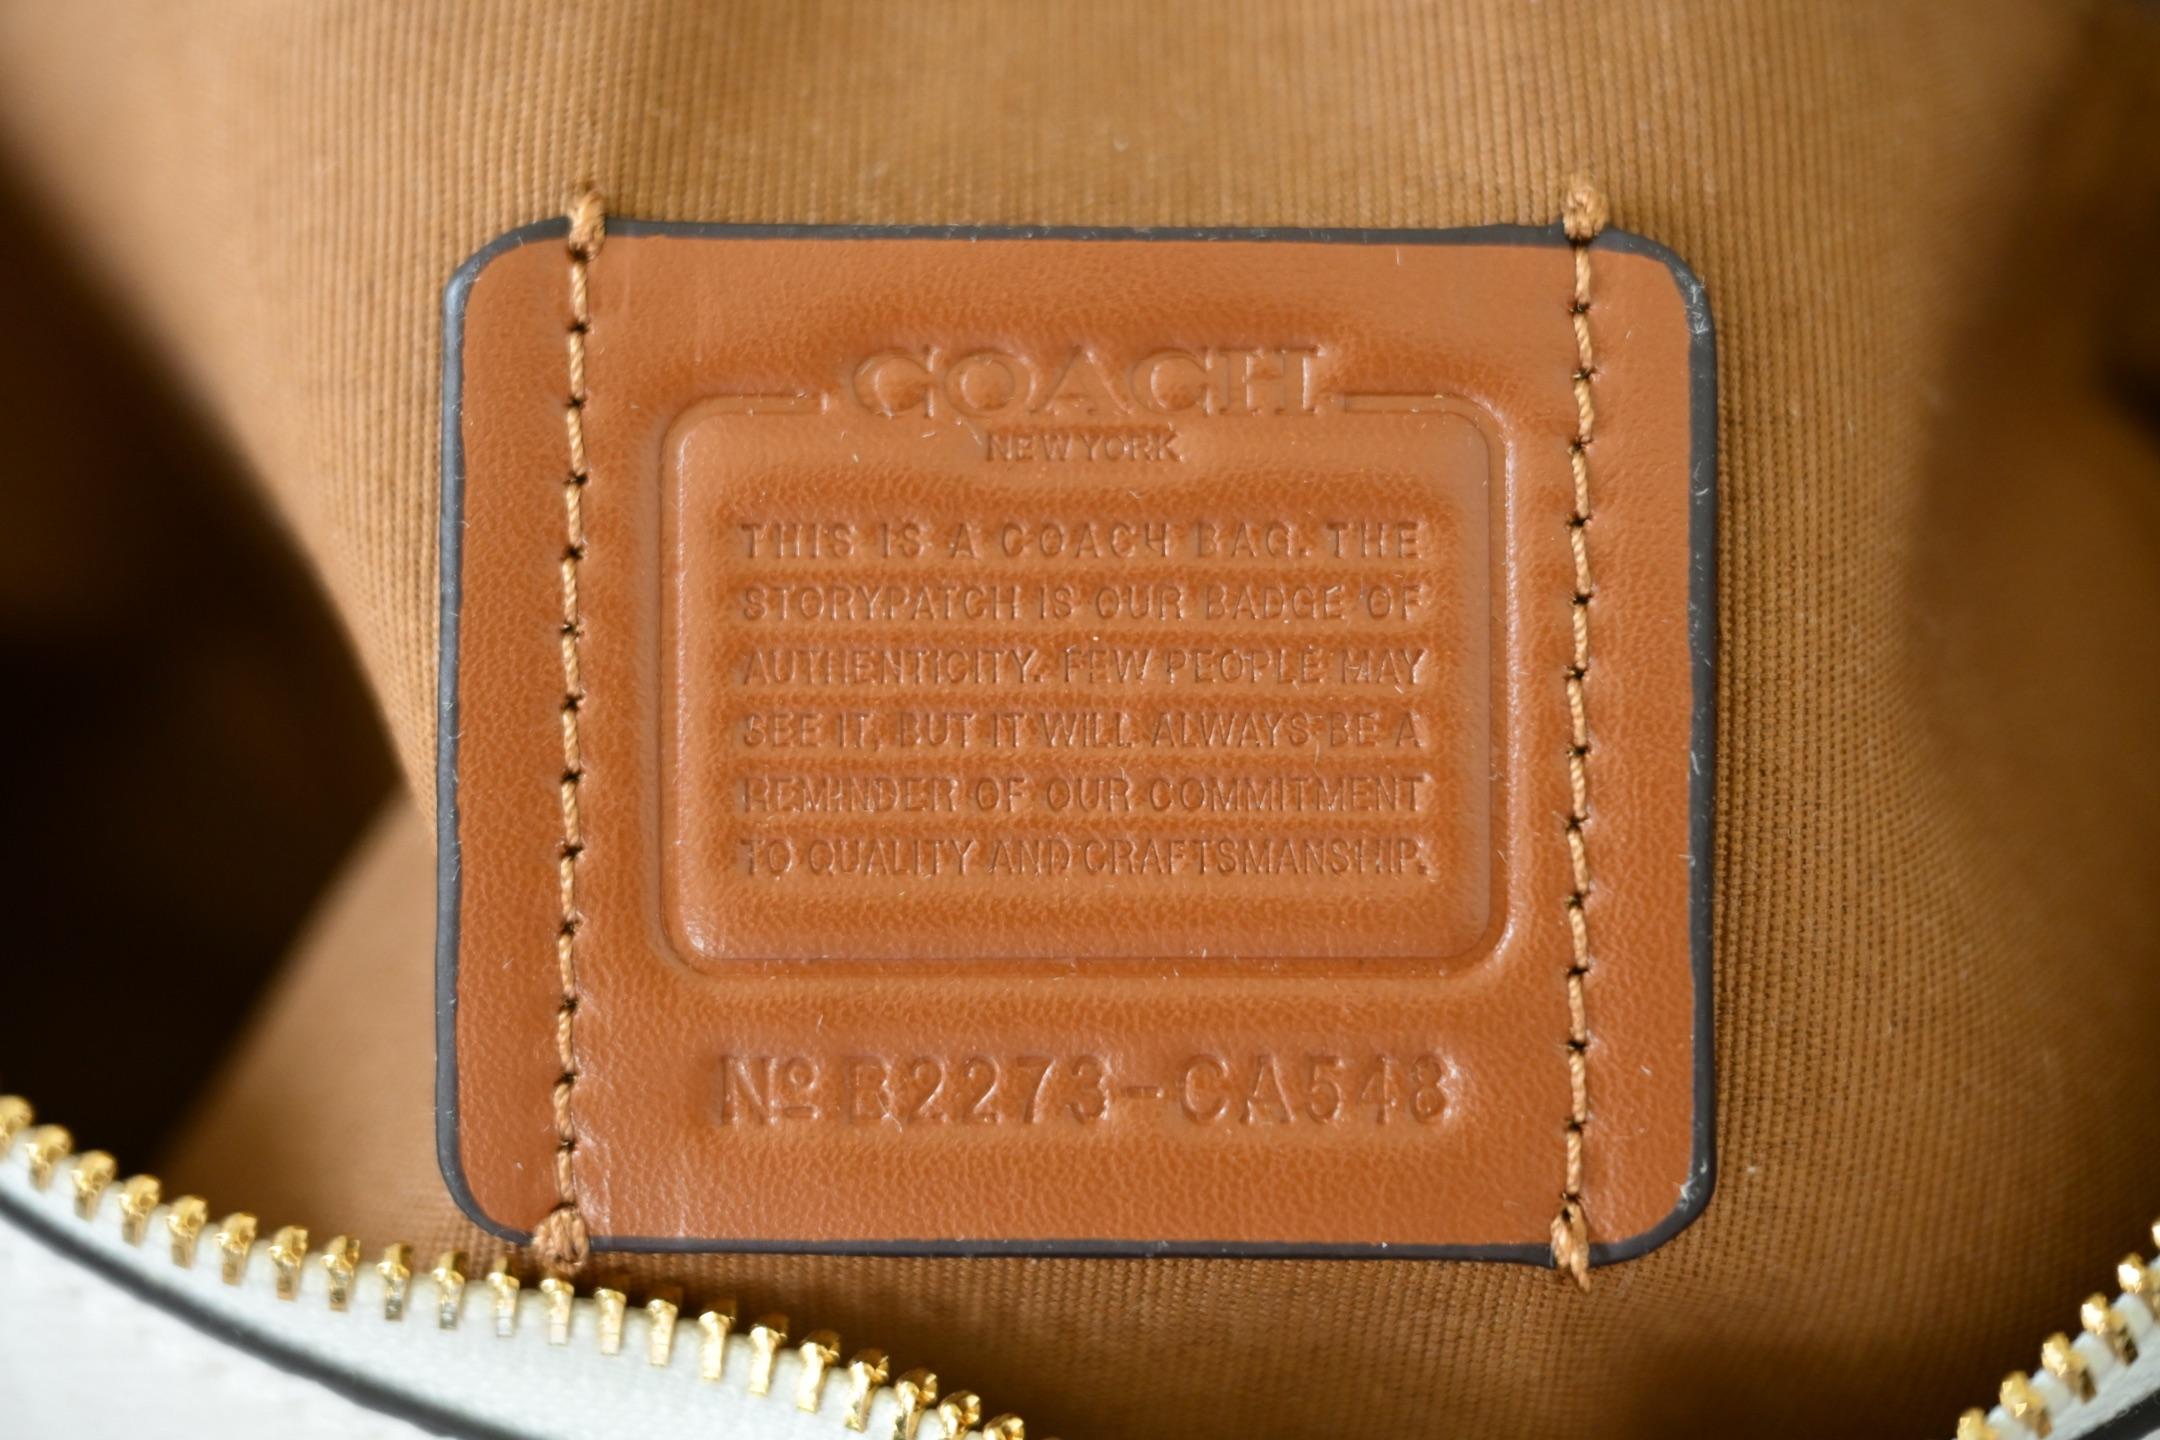 COACH
NEW YORK
THIS IS A COACH BAG. THE
STORYPATCH IS OUR BADGE OF
AUTHENTICITY. FEW PEOPLE MAY
SEE IT, BUT IT WILL ALWAYS BE A
REMINDER OF OUR COMMITMENT
TO QUALITY AND CRAFTSMANSHIP.
Nº B2273-CA548